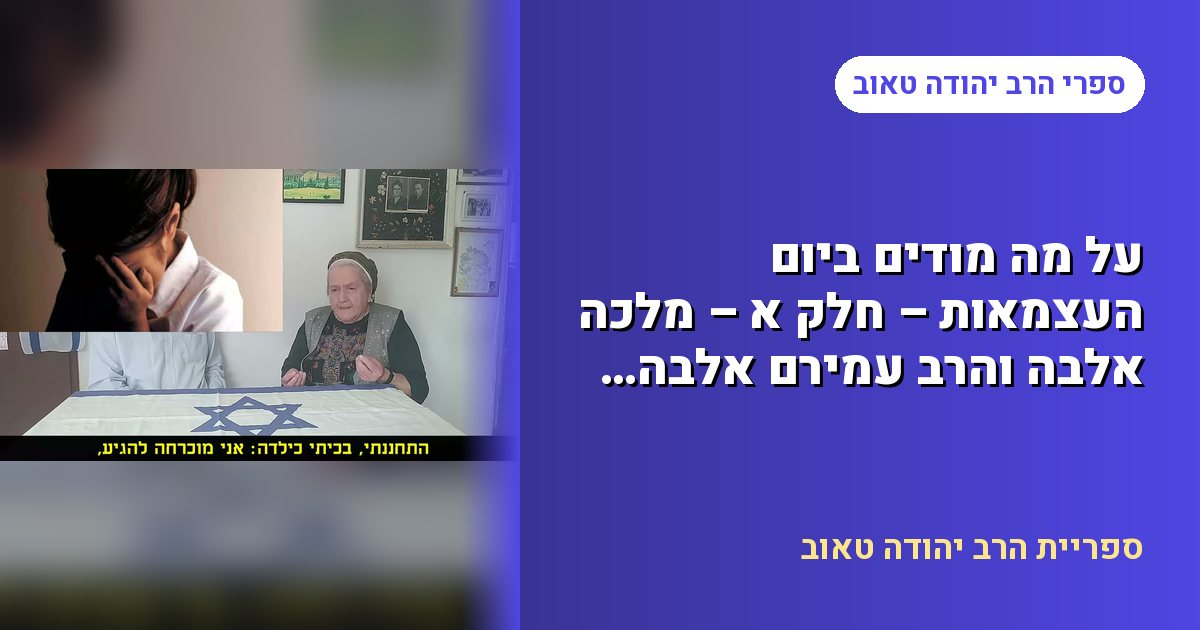 ספרי הרב יהודה טאוב
על מה מודים ביום
העצמאות – חלק א – מלכה
אלבה והרב עמירם אלבה...
התחננתי, בכיתי כילדה: אני מוכרחה להגיע,
ספריית הרב יהודה טאוב